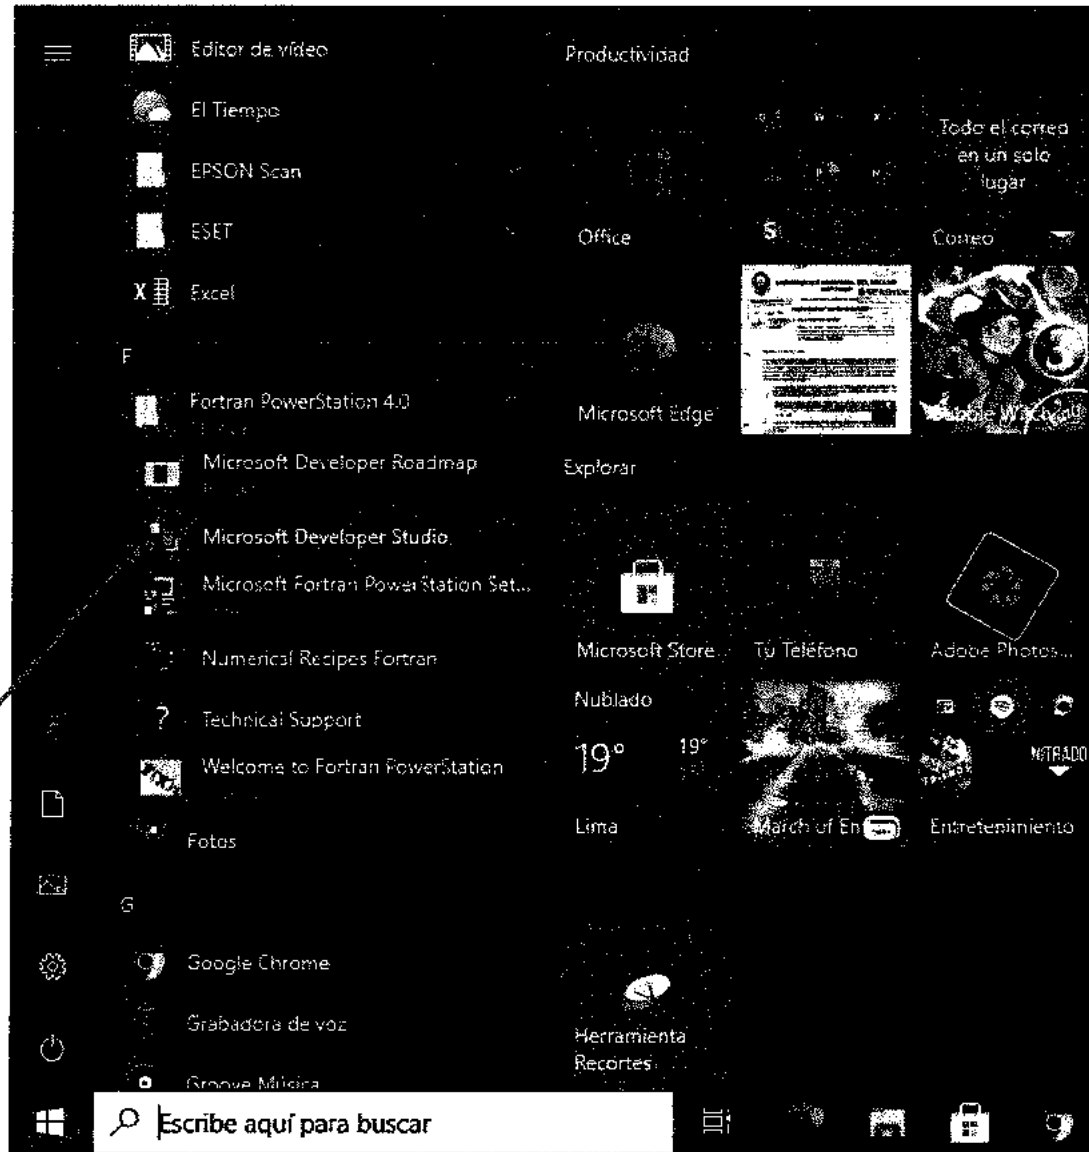 Editor de vídeo
El Tiempo
EPSON Scan
ESET
Excel
F
Fortran PowerStation 4.0
Microsoft Developer Roadmap
Microsoft Developer Studio
Microsoft Fortran PowerStation Set...
Numerical Recipes Fortran
Technical Support
Welcome to Fortran PowerStation
Fotos
G
Google Chrome
Grabadora de voz
Groove Música
Productividad
Office
Todo el correo
en un solo
lugar
Correo
Microsoft Edge
Explorar
Microsoft Store
Tu Teléfono
Adobe Photos...
Nublado
19°
19°
Lima
March of Em
Entretenimiento
Herramienta
Recortes
Escribe aquí para buscar